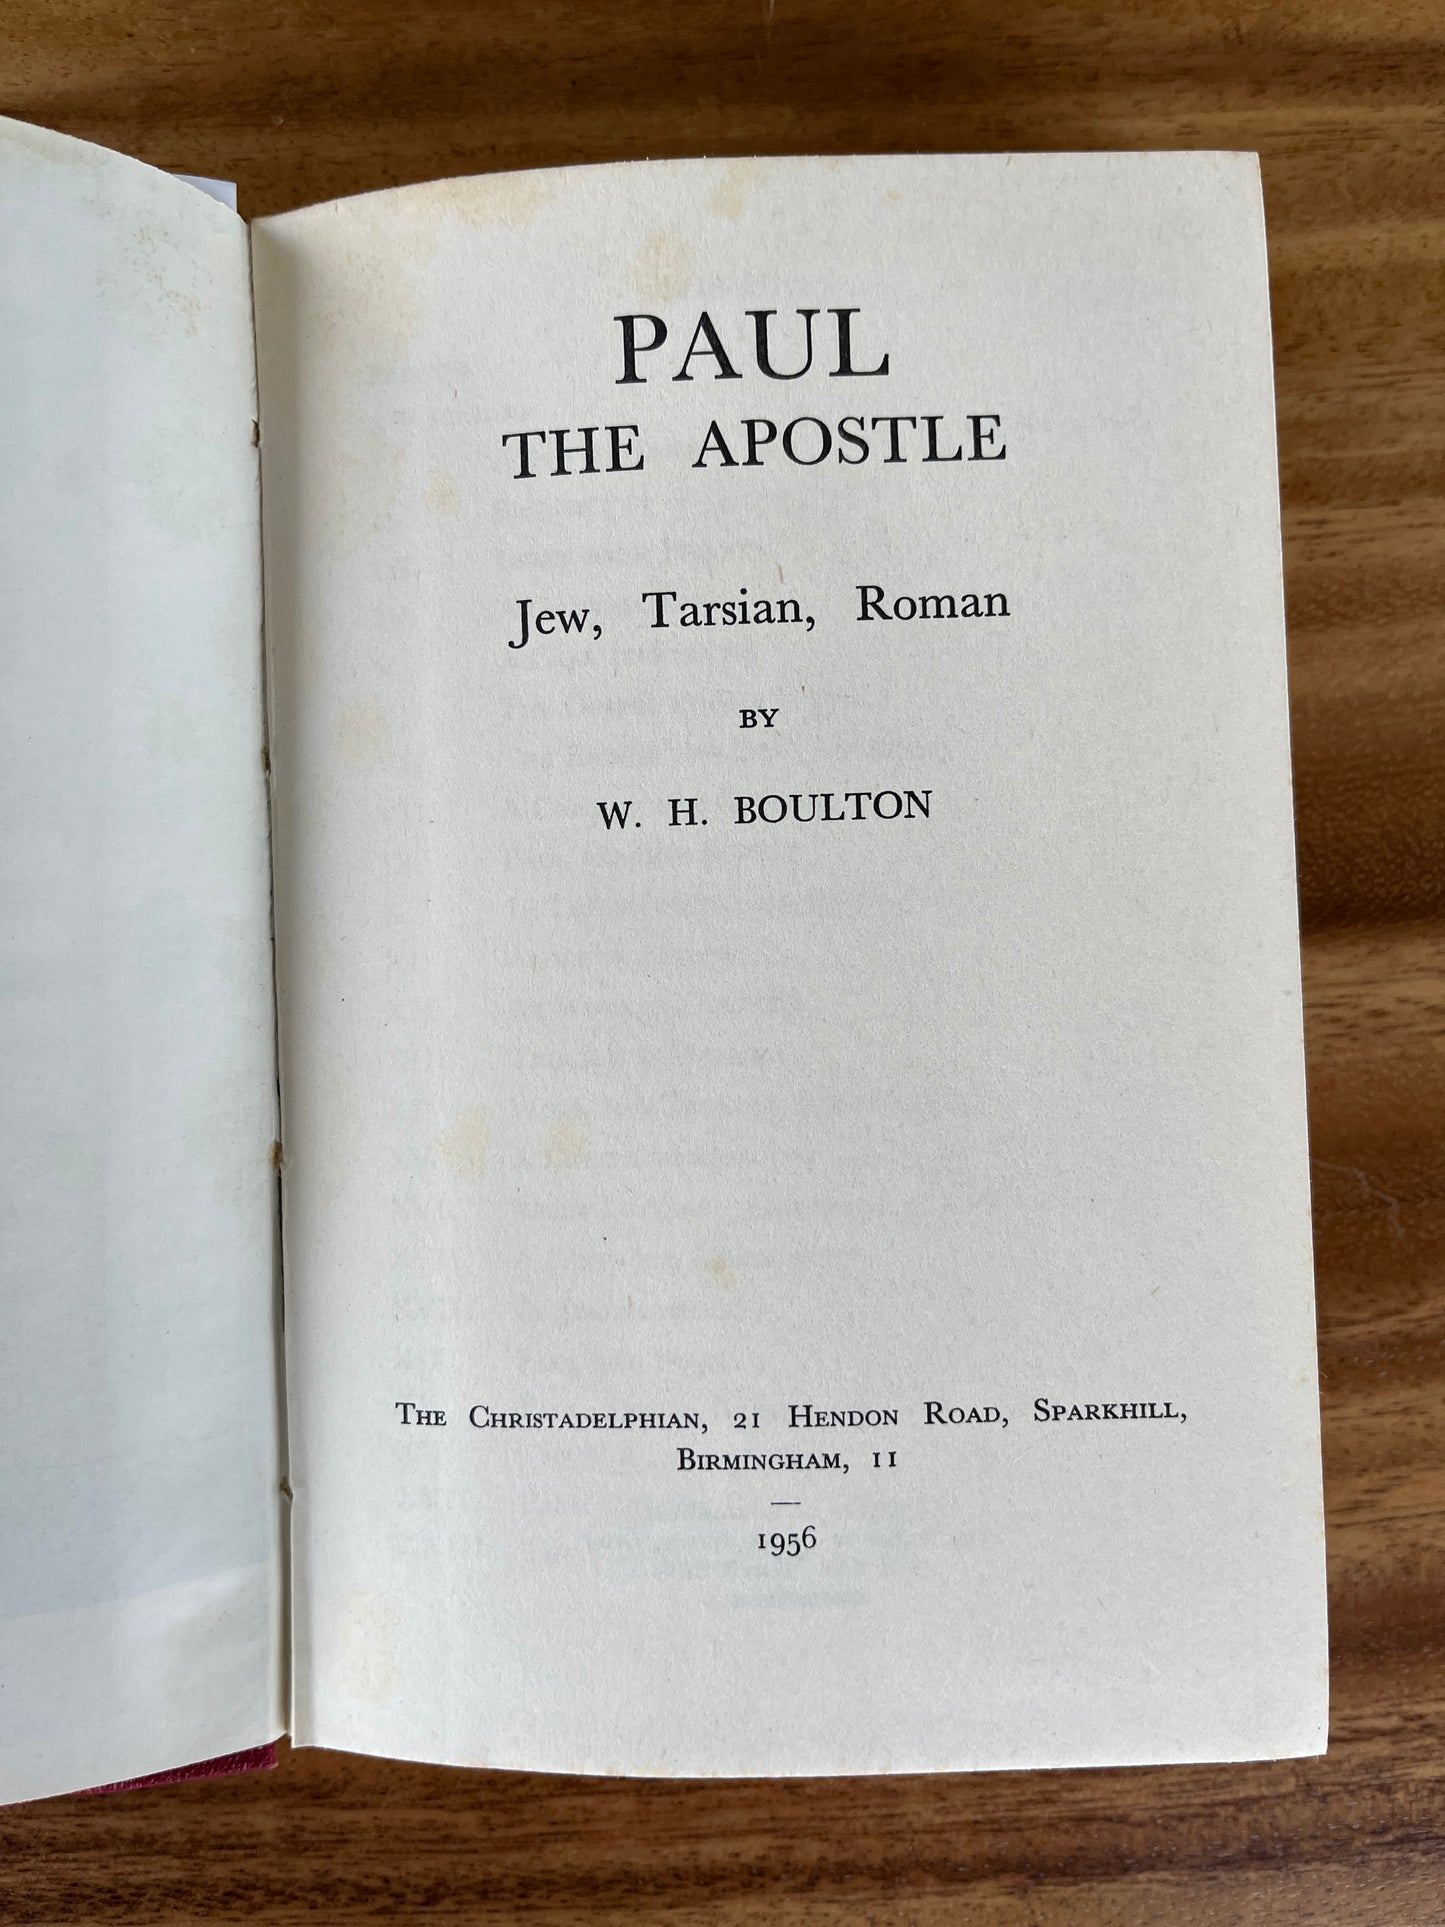 PAUL
THE APOSTLE
Jew, Tarsian, Roman
BY
W. H. BOULTON
The Christadelphian, 21 Hendon Road, Sparkhill,
Birmingham, 11
1956